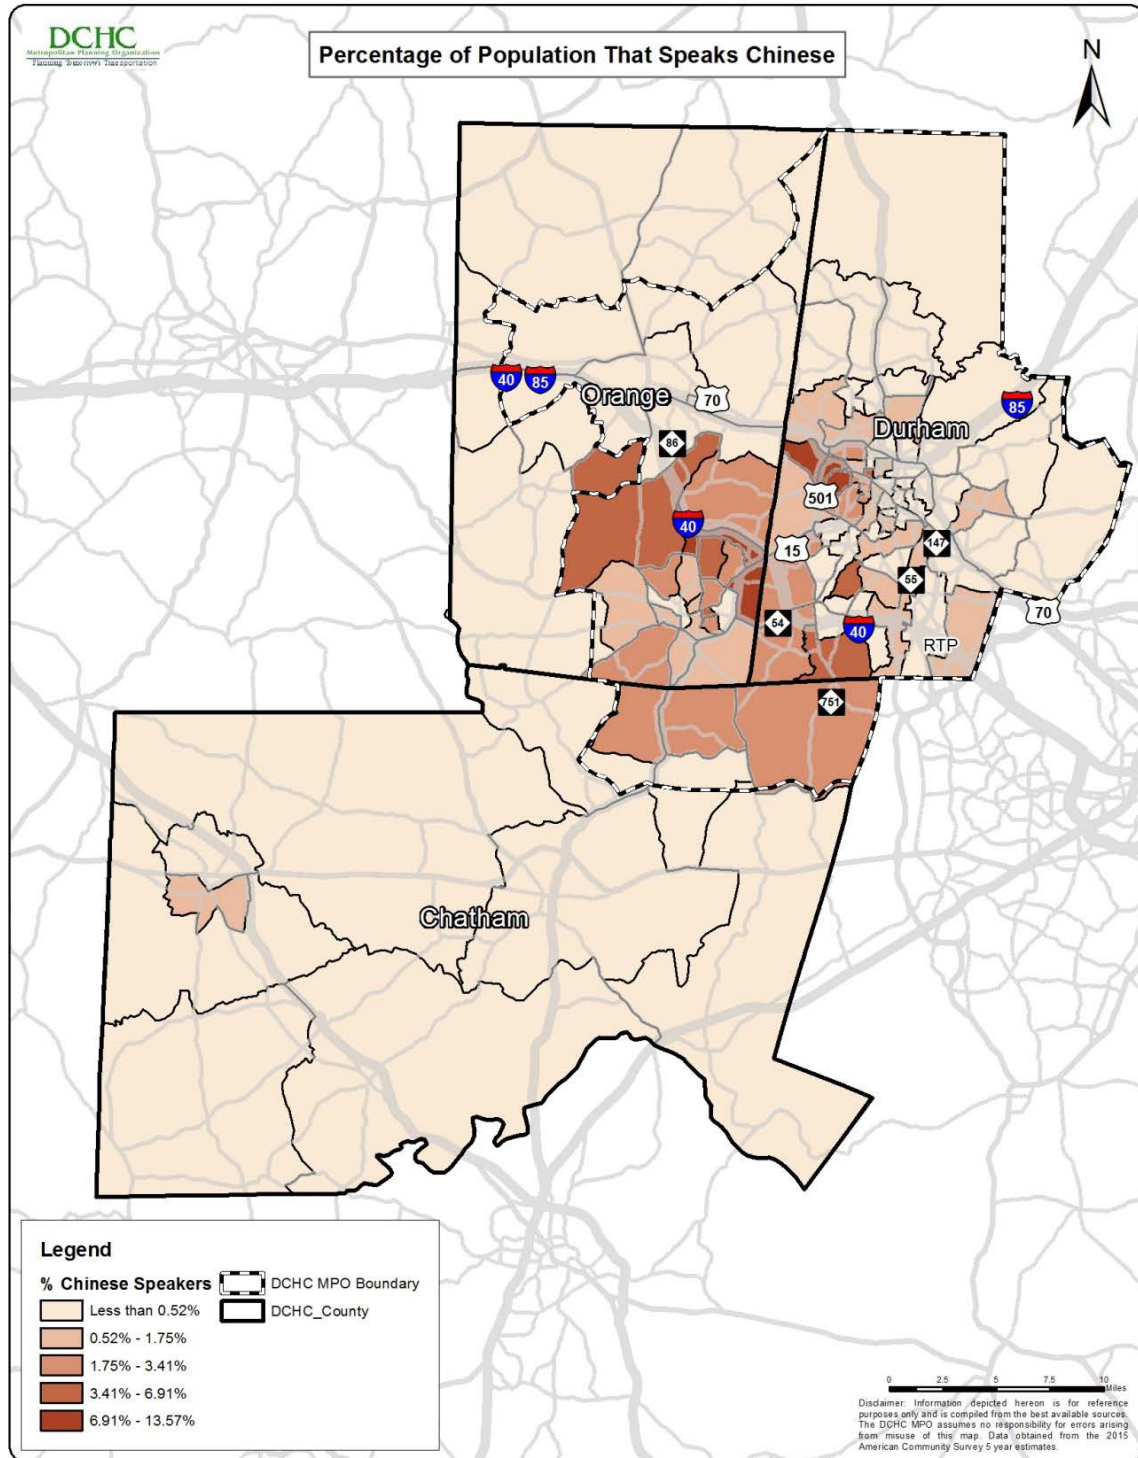 DCHC
Metropolitan Planning Organization
Planning Tomorrow's Transportation
Percentage of Population That Speaks Chinese
N
40
85
Orange
70
85
Durham
86
501
40
15
147
55
70
54
40
RTP
751
Chatham
Legend
% Chinese Speakers
Less than 0.52%
0.52% - 1.75%
1.75% - 3.41%
3.41% - 6.91%
6.91% - 13.57%
DCHC MPO Boundary
DCHC_County
0 2.5 5 7.5 10
Miles
Disclaimer: Information depicted hereon is for reference
purposes only and is compiled from the best available sources.
The DCHC MPO assumes no responsibility for errors arising
from misuse of this map. Data obtained from the 2015
American Community Survey 5 year estimates.